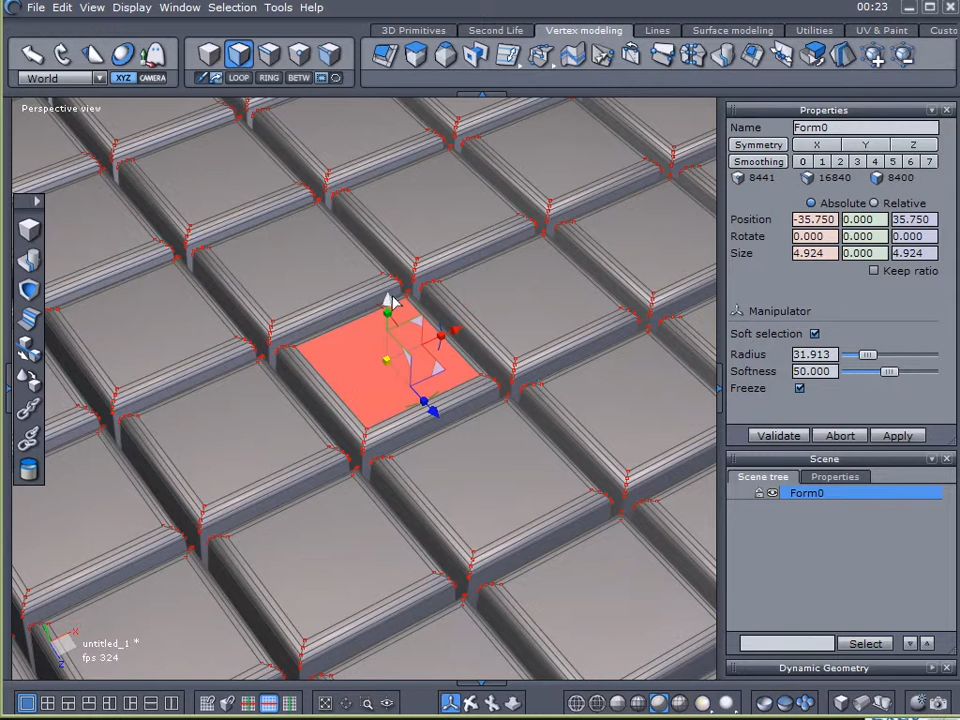 File Edit View Display Window Selection Tools Help 00:23
3D Primitives Second Life Vertex modeling Lines Surface modeling Utilities UV & Paint Custo
World XYZ CAMERA LOOP RING BETW
Perspective view
Properties
Name Form0
Symmetry X Y Z
Smoothing 0 1 2 3 4 5 6 7
8441 16840 8400
Absolute Relative
Position -35.750 0.000 35.750
Rotate 0.000 0.000 0.000
Size 4.924 0.000 4.924
Keep ratio
Manipulator
Soft selection
Radius 31.913
Softness 50.000
Freeze
Validate Abort Apply
Scene
Scene tree Properties
Form0
X
Y
Z
untitled_1 *
fps 324
Select
Dynamic Geometry